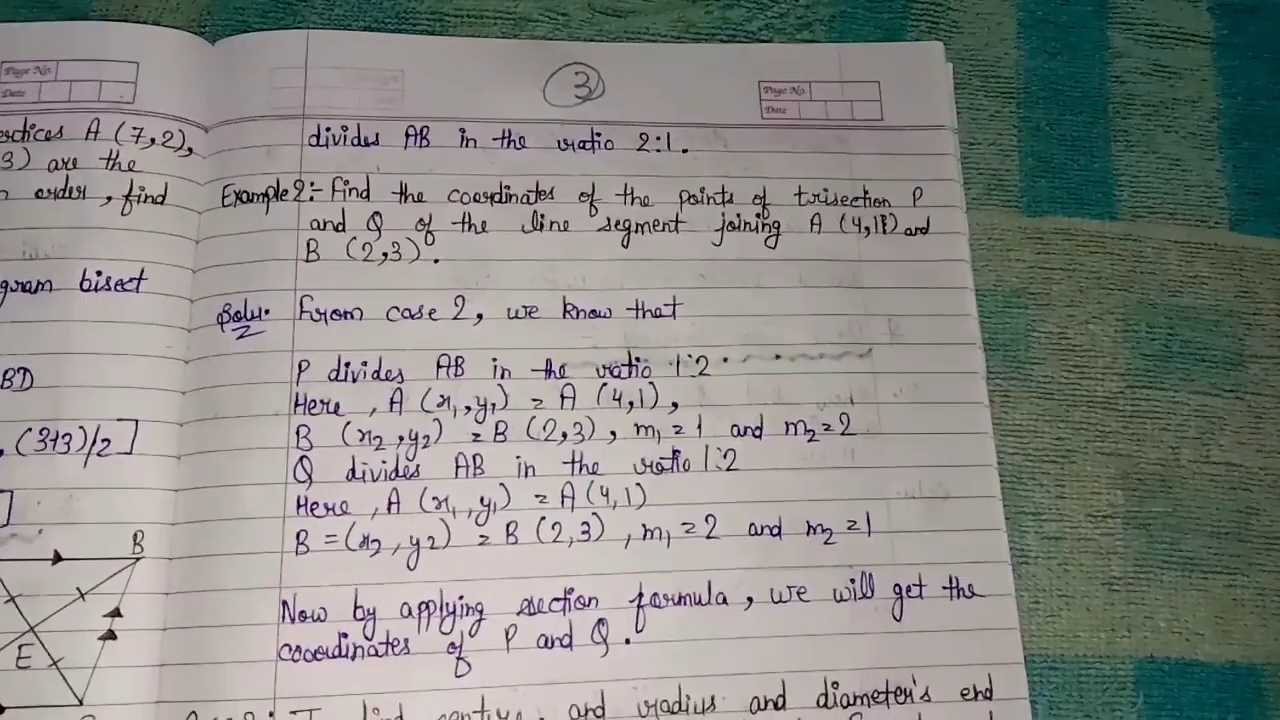 Page No.
Date
ertices A (7,2),
3) are the
order, find
gram bisect
BD
, (3+3)/2]
]
B
E
3
Page No.
Date
divides AB in the ratio 2:1.
Example 2:- Find the coordinates of the points of trisection P
and Q of the line segment joining A (4,1) and
B (2,3).
Solu.
From case 2, we know that
P divides AB in the ratio 1:2
Here, A (x1, y1) = A (4,1),
B (x2, y2) = B (2,3), m1 = 1 and m2 = 2
Q divides AB in the ratio 1:2
Here, A (x1, y1) = A (4,1)
B = (x2, y2) = B (2,3), m1 = 2 and m2 = 1
Now by applying section formula, we will get the
cooordinates of P and Q.
and radius and diameter's end